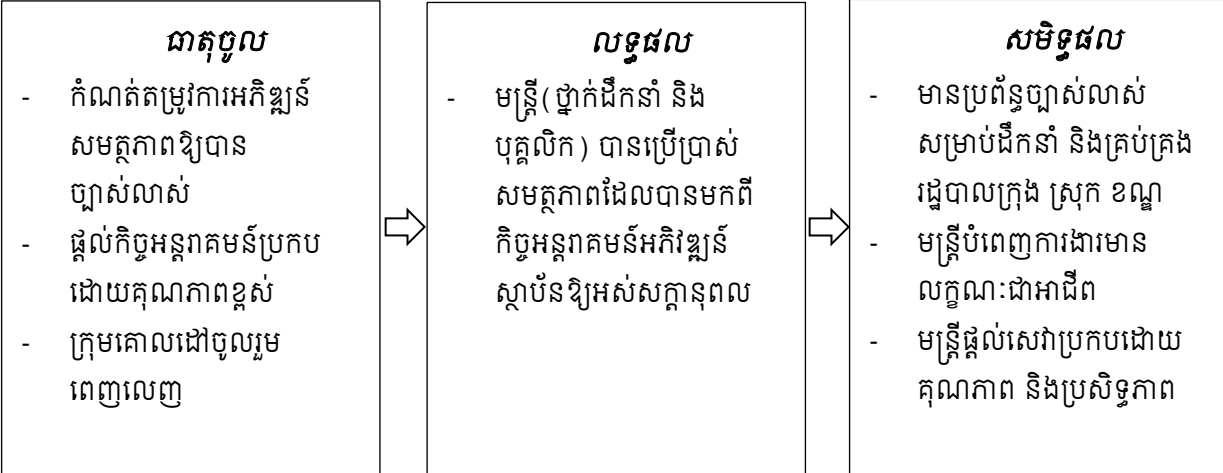 ធាតុចូល
- កំណត់តម្រូវការអភិវឌ្ឍន៍
សមត្ថភាពឱ្យបាន
ច្បាស់លាស់
- ផ្តល់កិច្ចអន្តរាគមន៍ប្រកប
ដោយគុណភាពខ្ពស់
- ក្រុមគោលដៅចូលរួម
ពេញលេញ
លទ្ធផល
- មន្ត្រី(ថ្នាក់ដឹកនាំ និង
បុគ្គលិក) បានប្រើប្រាស់
សមត្ថភាពដែលបានមកពី
កិច្ចអន្តរាគមន៍អភិវឌ្ឍន៍
ស្ថាប័នឱ្យអស់សក្តានុពល
សមិទ្ធផល
- មានប្រព័ន្ធច្បាស់លាស់
សម្រាប់ដឹកនាំ និងគ្រប់គ្រង
រដ្ឋបាលក្រុង ស្រុក ខណ្ឌ
- មន្ត្រីបំពេញការងារមាន
លក្ខណៈជាអាជីព
- មន្ត្រីផ្តល់សេវាប្រកបដោយ
គុណភាព និងប្រសិទ្ធភាព